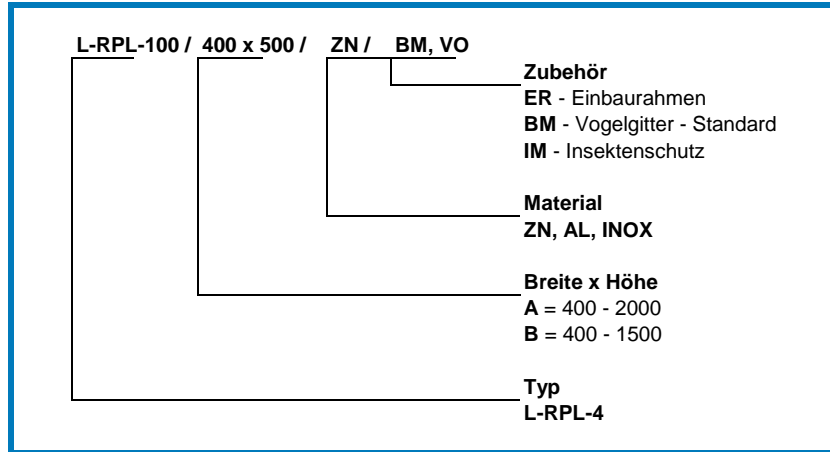 L-RPL-100 / 400 x 500 / ZN / BM, VO
Zubehör
ER - Einbaurahmen
BM - Vogelgitter - Standard
IM - Insektenschutz
Material
ZN, AL, INOX
Breite x Höhe
A = 400 - 2000
B = 400 - 1500
Typ
L-RPL-4